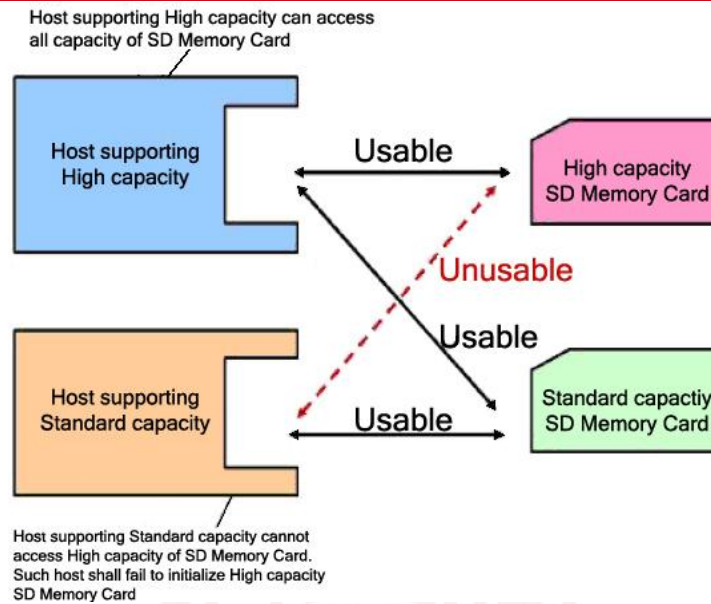 Host supporting High capacity can access
all capacity of SD Memory Card
Host supporting
High capacity
Usable
High capacity
SD Memory Card
Unusable
Usable
Host supporting
Standard capacity
Usable
Standard capactiy
SD Memory Card
Host supporting Standard capacity cannot
access High capacity of SD Memory Card.
Such host shall fail to initialize High capacity
SD Memory Card